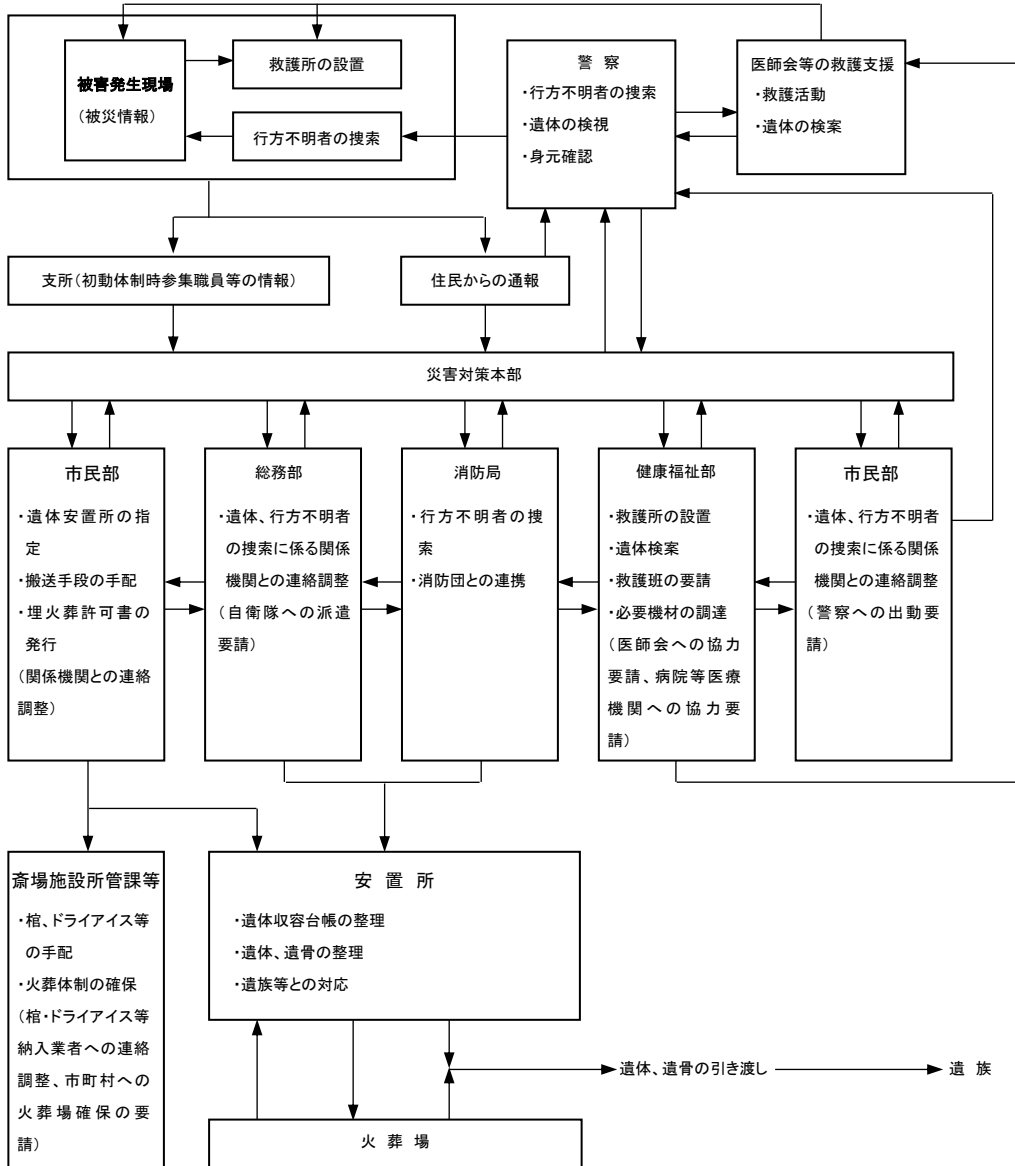 被害発生現場
(被災情報)
救護所の設置
行方不明者の捜索
警 察
・行方不明者の捜索
・遺体の検視
・身元確認
医師会等の救護支援
・救護活動
・遺体の検案
支所(初動体制時参集職員等の情報)
住民からの通報
災害対策本部
市民部
・遺体安置所の指
定
・搬送手段の手配
・埋火葬許可書の
発行
(関係機関との連絡
調整)
総務部
・遺体、行方不明者
の捜索に係る関係
機関との連絡調整
(自衛隊への派遣
要請)
消防局
・行方不明者の捜
索
・消防団との連携
健康福祉部
・救護所の設置
・遺体検案
・救護班の要請
・必要機材の調達
(医師会への協力
要請、病院等医療
機関への協力要
請)
市民部
・遺体、行方不明者
の捜索に係る関係
機関との連絡調整
(警察への出動要
請)
斎場施設所管課等
・棺、ドライアイス等
の手配
・火葬体制の確保
(棺・ドライアイス等
納入業者への連絡
調整、市町村への
火葬場確保の要
請)
安 置 所
・遺体収容台帳の整理
・遺体、遺骨の整理
・遺族等との対応
遺体、遺骨の引き渡し
遺 族
火 葬 場